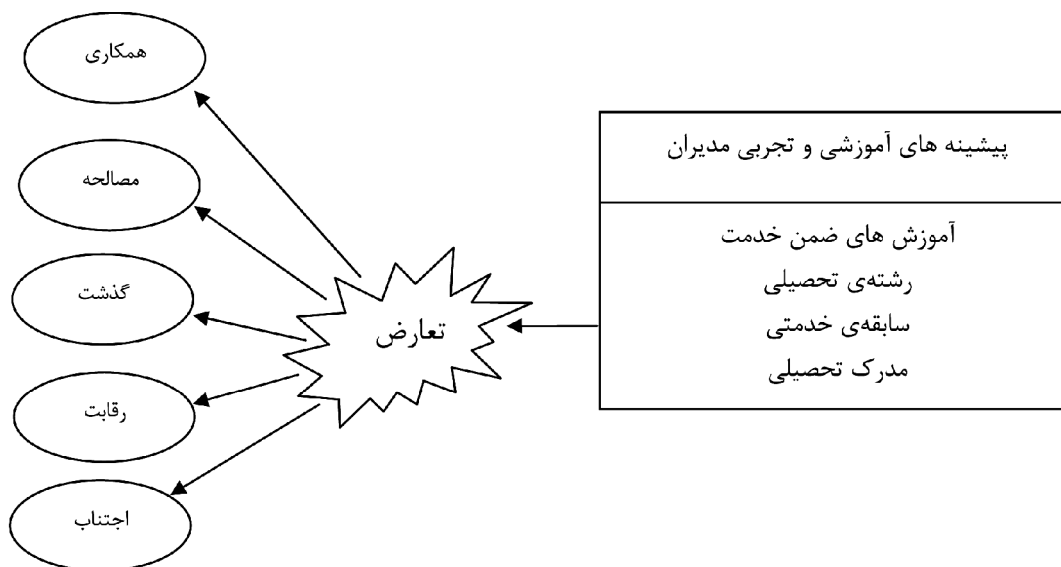 پیشینه های آموزشی و تجربی مدیران
آموزش های ضمن خدمت
رشته‌ی تحصیلی
سابقه‌ی خدمتی
مدرک تحصیلی
تعارض
همکاری
مصالحه
گذشت
رقابت
اجتناب